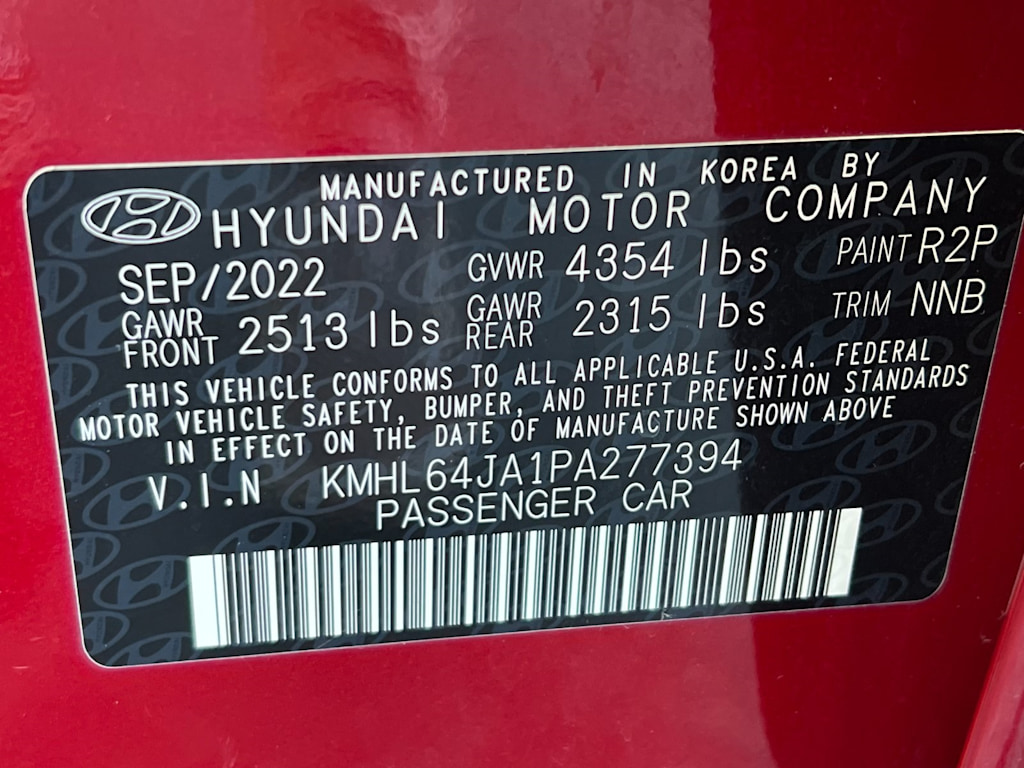 MANUFACTURED IN KOREA BY
HYUNDAI MOTOR COMPANY
SEP/2022 GVWR 4354 lbs PAINT R2P
GAWR FRONT 2513 lbs GAWR REAR 2315 lbs TRIM NNB
THIS VEHICLE CONFORMS TO ALL APPLICABLE U.S.A. FEDERAL
MOTOR VEHICLE SAFETY, BUMPER, AND THEFT PREVENTION STANDARDS
IN EFFECT ON THE DATE OF MANUFACTURE SHOWN ABOVE
V.I.N KMHL64JA1PA277394
PASSENGER CAR